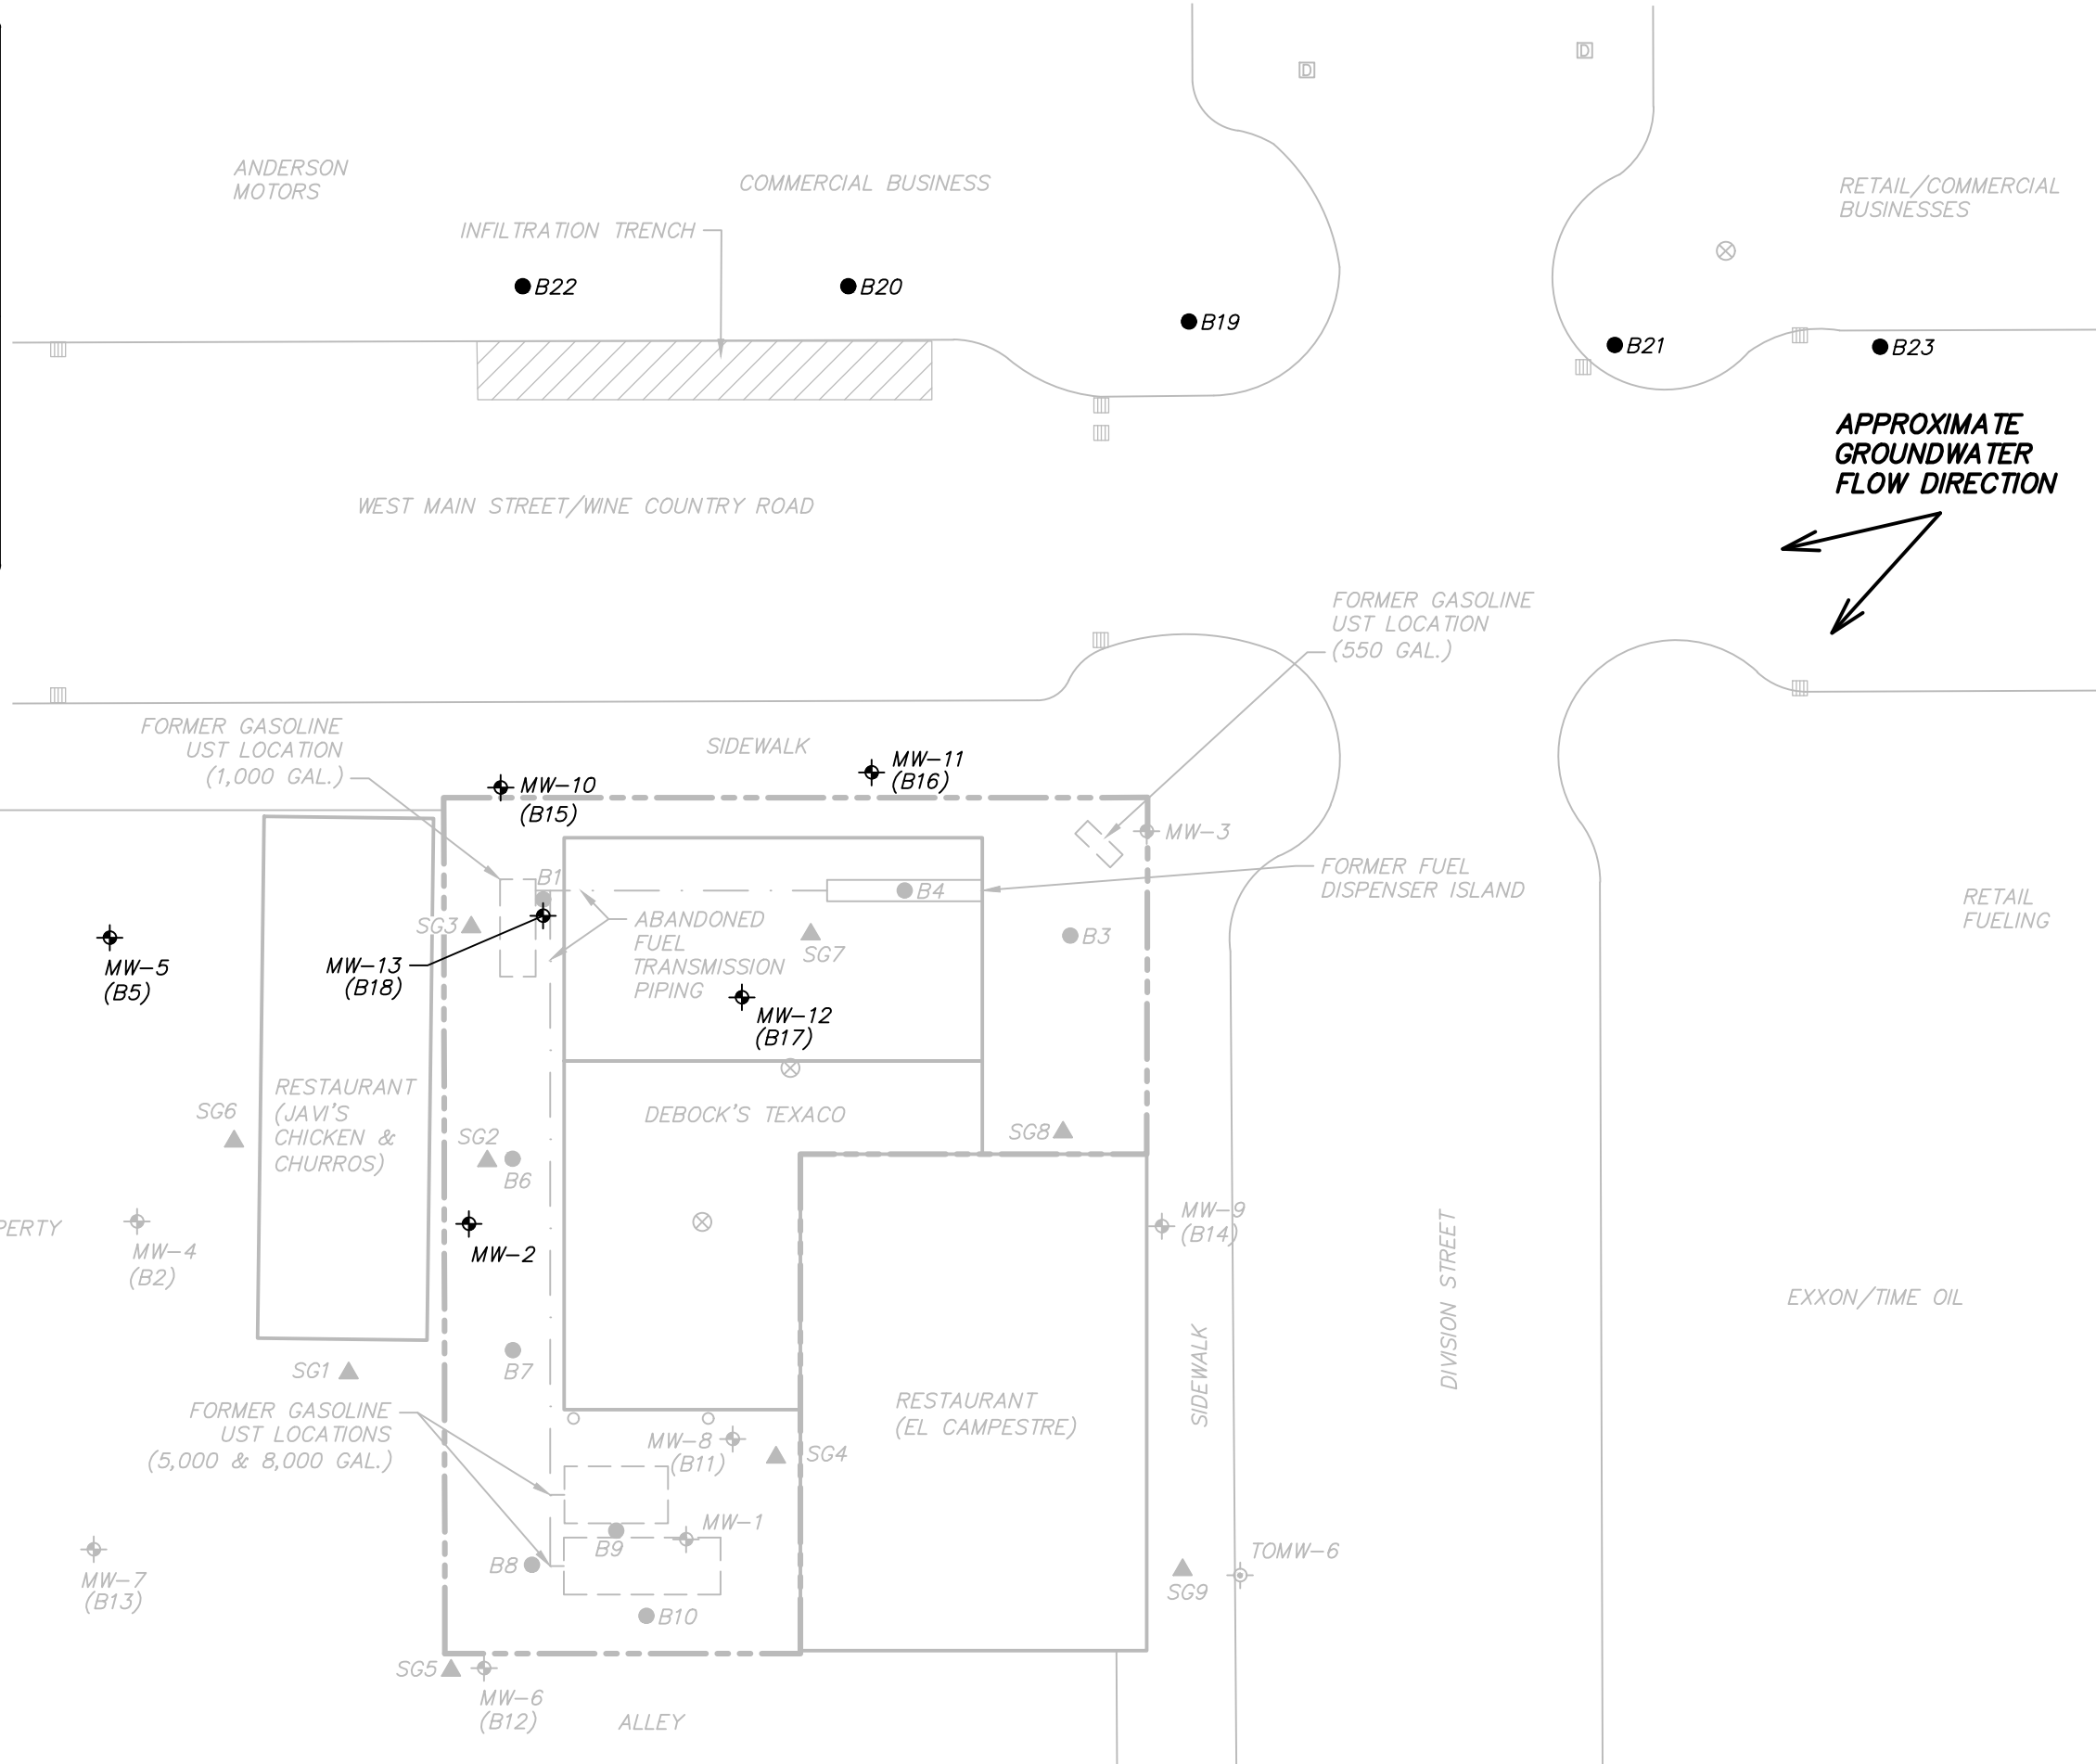 D
D
ANDERSON
MOTORS
COMMERCIAL BUSINESS
RETAIL/COMMERCIAL
BUSINESSES
INFILTRATION TRENCH
B22
B20
B19
B21
B23
APPROXIMATE
GROUNDWATER
FLOW DIRECTION
WEST MAIN STREET/WINE COUNTRY ROAD
FORMER GASOLINE
UST LOCATION
(550 GAL.)
FORMER GASOLINE
UST LOCATION
(1,000 GAL.)
SIDEWALK
MW-11
(B16)
MW-10
(B15)
MW-3
FORMER FUEL
DISPENSER ISLAND
B1
B4
SG3
ABANDONED
FUEL
TRANSMISSION
PIPING
SG7
B3
RETAIL
FUELING
MW-5
(B5)
MW-13
(B18)
MW-12
(B17)
RESTAURANT
(JAVI'S
CHICKEN &
CHURROS)
SG6
DEBOCK'S TEXACO
SG2
B6
SG8
PERTY
MW-4
(B2)
MW-2
MW-9
(B14)
DIVISION STREET
EXXON/TIME OIL
SIDEWALK
SG1
B7
FORMER GASOLINE
UST LOCATIONS
(5,000 & 8,000 GAL.)
RESTAURANT
(EL CAMPESTRE)
MW-8
(B11)
SG4
MW-1
B9
B8
TOMW-6
SG9
MW-7
(B13)
B10
SG5
MW-6
(B12)
ALLEY